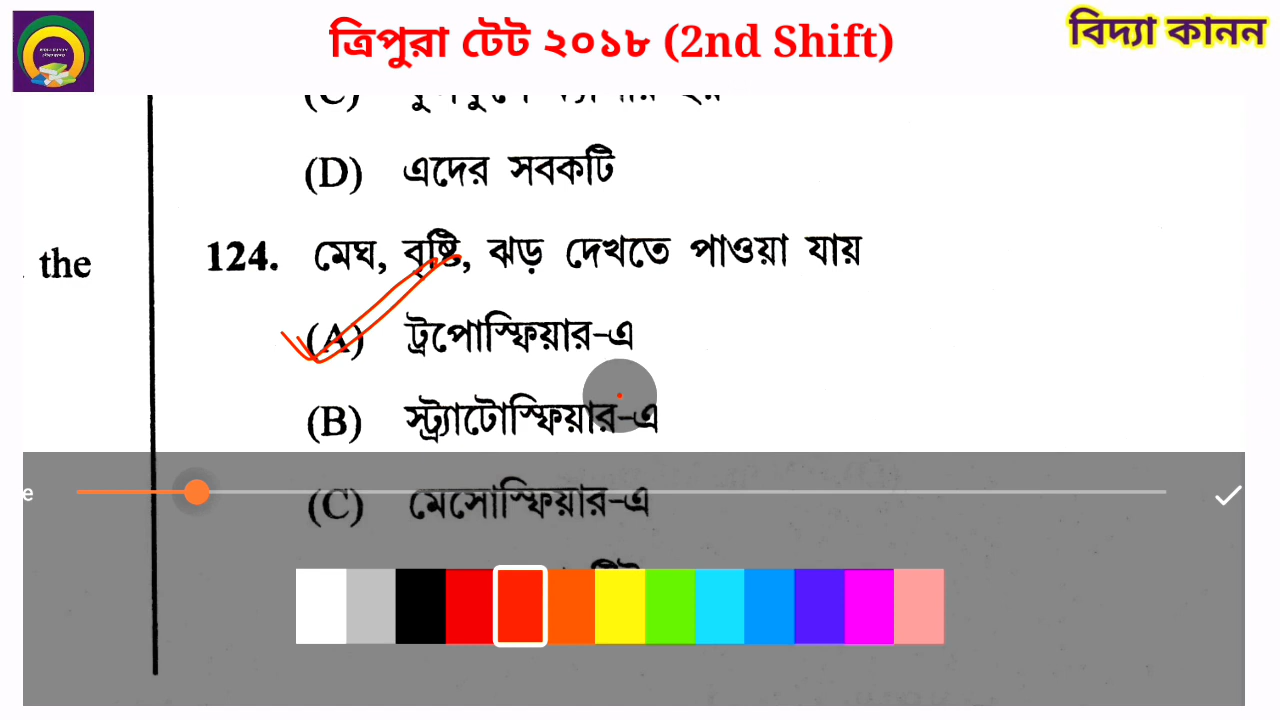 ত্রিপুরা টেট ২০১৮ (2nd Shift)
বিদ্যা কানন
(C)
(D) এদের সবকটি
the
124. মেঘ, বৃষ্টি, ঝড় দেখতে পাওয়া যায়
(A) ট্রপোস্ফিয়ার-এ
(B) স্ট্র্যাটোস্ফিয়ার-এ
e
(C) মেসোস্ফিয়ার-এ